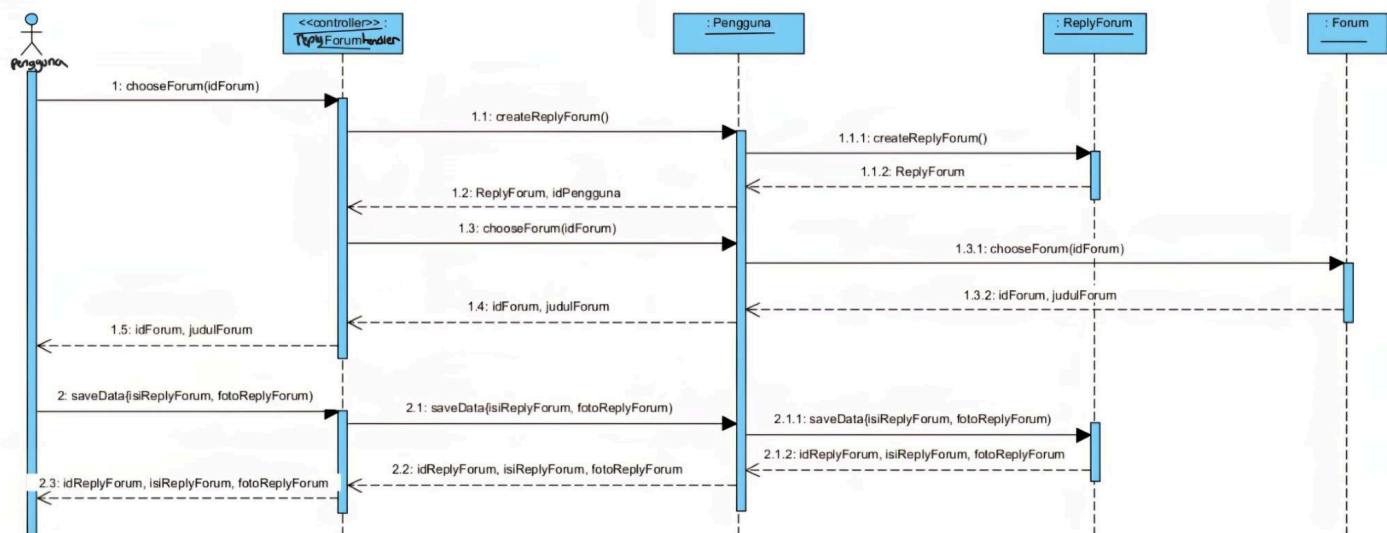 <<controller>> :
ReplyForumhandler
: Pengguna
: ReplyForum
: Forum
pengguna
1: chooseForum(idForum)
1.1: createReplyForum()
1.1.1: createReplyForum()
1.1.2: ReplyForum
1.2: ReplyForum, idPengguna
1.3: chooseForum(idForum)
1.3.1: chooseForum(idForum)
1.3.2: idForum, judulForum
1.4: idForum, judulForum
1.5: idForum, judulForum
2: saveData{isiReplyForum, fotoReplyForum)
2.1: saveData{isiReplyForum, fotoReplyForum)
2.1.1: saveData{isiReplyForum, fotoReplyForum)
2.1.2: idReplyForum, isiReplyForum, fotoReplyForum
2.2: idReplyForum, isiReplyForum, fotoReplyForum
2.3: idReplyForum, isiReplyForum, fotoReplyForum